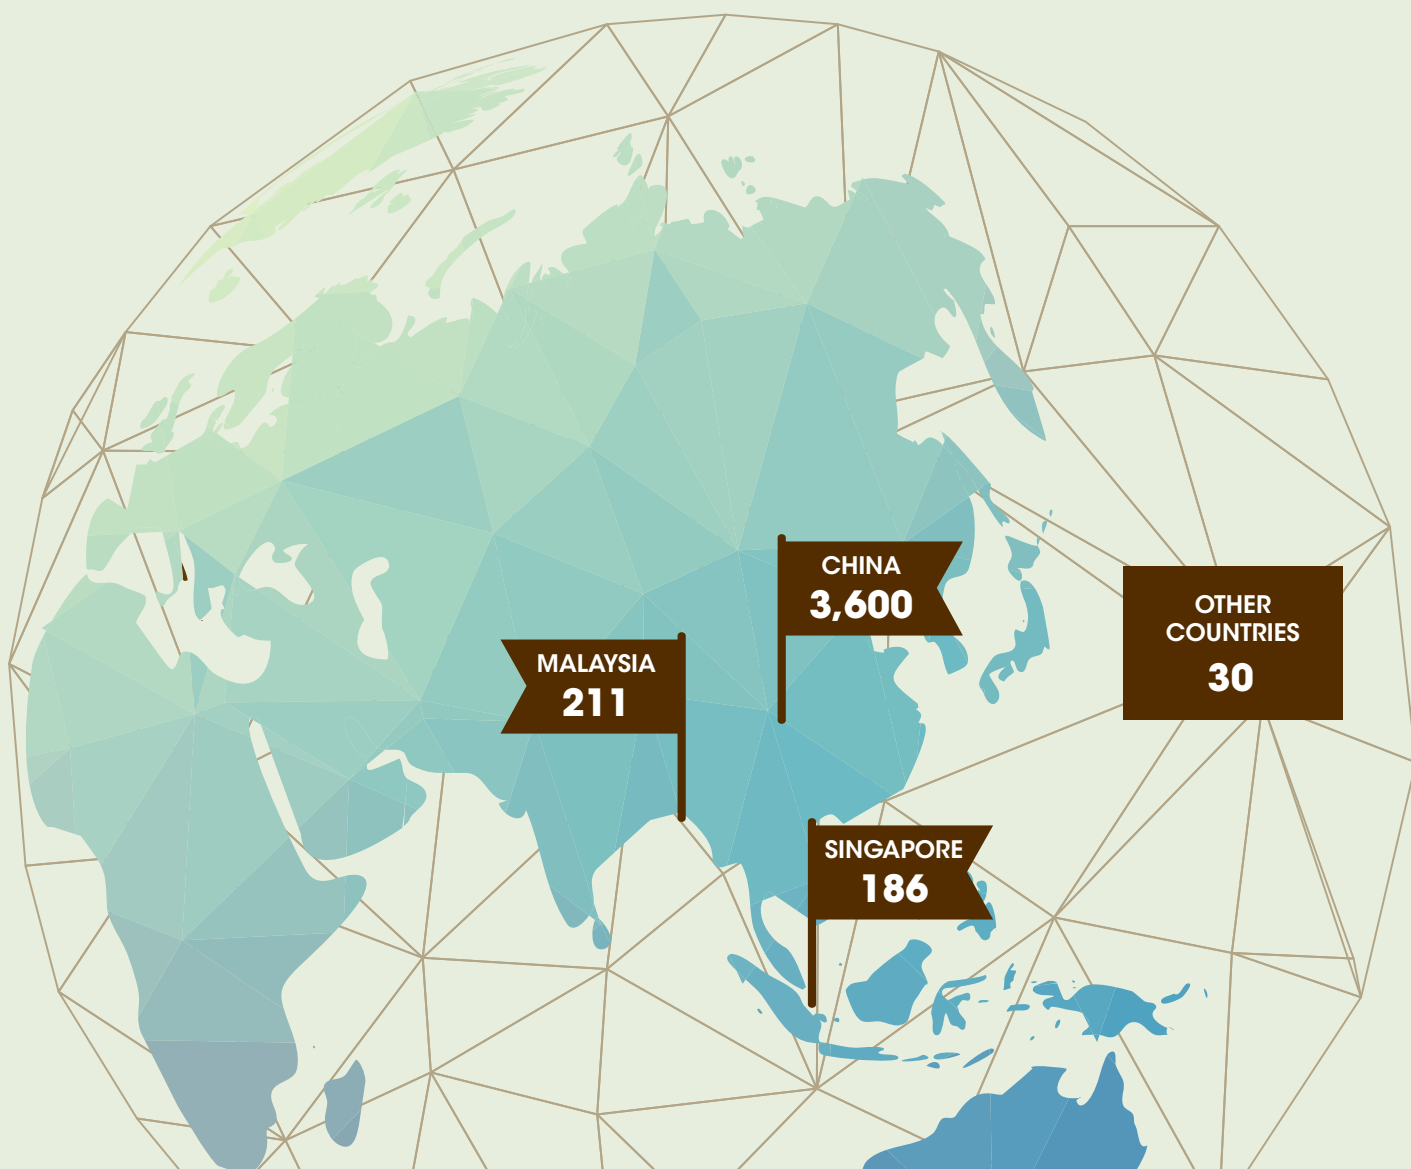 CHINA
3,600
MALAYSIA
211
OTHER
COUNTRIES
30
SINGAPORE
186